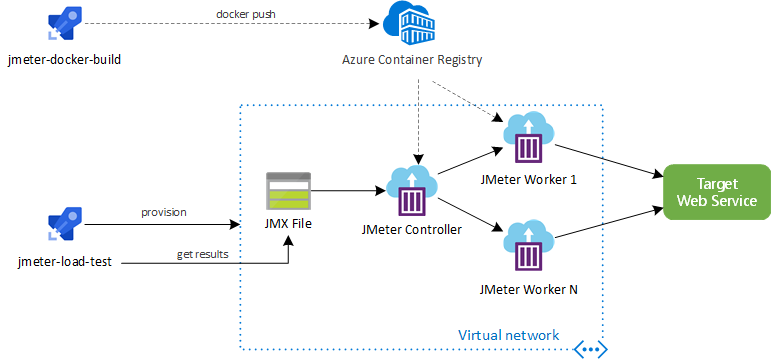 docker push
jmeter-docker-build
Azure Container Registry
JMeter Worker 1
Target
Web Service
provision
JMX File
JMeter Controller
get results
jmeter-load-test
JMeter Worker N
Virtual network